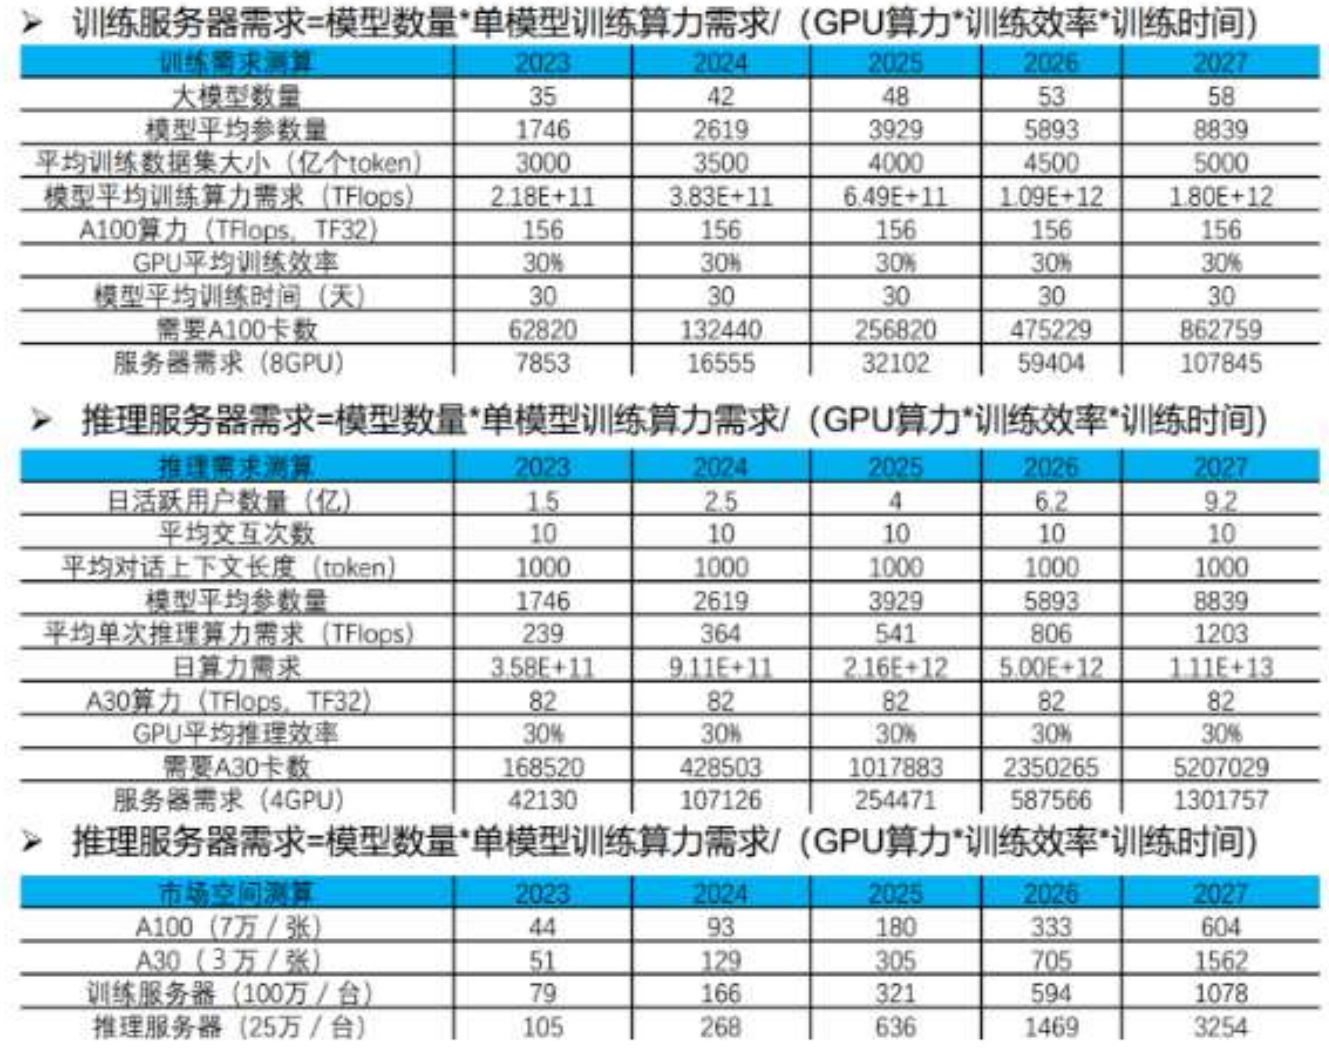 ➢ 训练服务器需求=模型数量*单模型训练算力需求/（GPU算力*训练效率*训练时间）
训练需求测算 2023 2024 2025 2026 2027
大模型数量 35 42 48 53 58
模型平均参数量 1746 2619 3929 5893 8839
平均训练数据集大小（亿个token） 3000 3500 4000 4500 5000
模型平均训练算力需求（TFlops） 2.18E+11 3.83E+11 6.49E+11 1.09E+12 1.80E+12
A100算力（TFlops，TF32） 156 156 156 156 156
GPU平均训练效率 30% 30% 30% 30% 30%
模型平均训练时间（天） 30 30 30 30 30
需要A100卡数 62820 132440 256820 475229 862759
服务器需求（8GPU） 7853 16555 32102 59404 107845
➢ 推理服务器需求=模型数量*单模型训练算力需求/（GPU算力*训练效率*训练时间）
推理需求测算 2023 2024 2025 2026 2027
日活跃用户数量（亿） 1.5 2.5 4 6.2 9.2
平均交互次数 10 10 10 10 10
平均对话上下文长度（token） 1000 1000 1000 1000 1000
模型平均参数量 1746 2619 3929 5893 8839
平均单次推理算力需求（TFlops） 239 364 541 806 1203
日算力需求 3.58E+11 9.11E+11 2.16E+12 5.00E+12 1.11E+13
A30算力（TFlops，TF32） 82 82 82 82 82
GPU平均推理效率 30% 30% 30% 30% 30%
需要A30卡数 168520 428503 1017883 2350265 5207029
服务器需求（4GPU） 42130 107126 254471 587566 1301757
➢ 推理服务器需求=模型数量*单模型训练算力需求/（GPU算力*训练效率*训练时间）
市场空间测算 2023 2024 2025 2026 2027
A100（7万/张） 44 93 180 333 604
A30（3万/张） 51 129 305 705 1562
训练服务器（100万/台） 79 166 321 594 1078
推理服务器（25万/台） 105 268 636 1469 3254